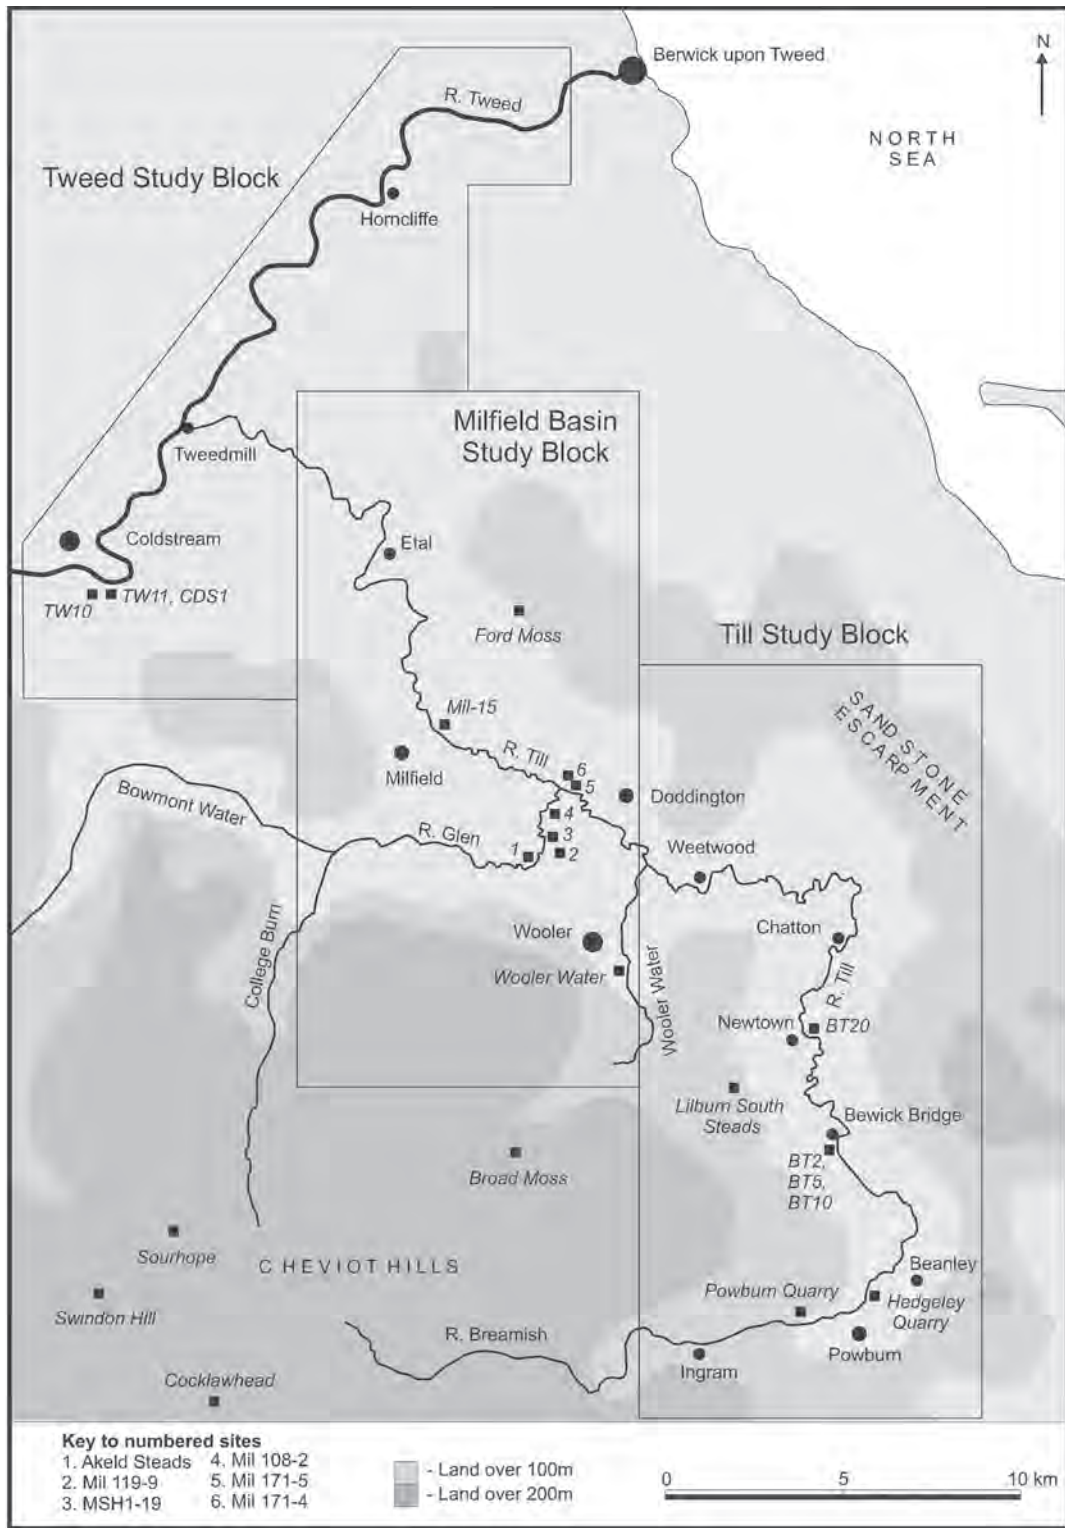 Berwick upon Tweed
N
R. Tweed
NORTH
SEA
Tweed Study Block
Horncliffe
Milfield Basin
Study Block
Tweedmill
Coldstream
Etal
TW10
TW11, CDS1
Ford Moss
Till Study Block
SANDSTONE
ESCARPMENT
Mil-15
R. Till
Milfield
6
5
Doddington
Bowmont
Water
4
R. Glen
3
1
2
Weetwood
College Burn
Wooler
Chatton
Wooler Water
Wooler Water
R. Till
Newtown
BT20
Lilburn South
Steads
Bewick Bridge
BT2,
BT5,
BT10
Broad Moss
Sourhope
CHEVIOT HILLS
Beanley
Swindon Hill
Powburn Quarry
Hedgeley
Quarry
R. Breamish
Powburn
Ingram
Cocklawhead
Key to numbered sites
1. Akeld Steads 4. Mil 108-2
2. Mil 119-9 5. Mil 171-5
3. MSH1-19 6. Mil 171-4
- Land over 100m
- Land over 200m
0 5 10 km